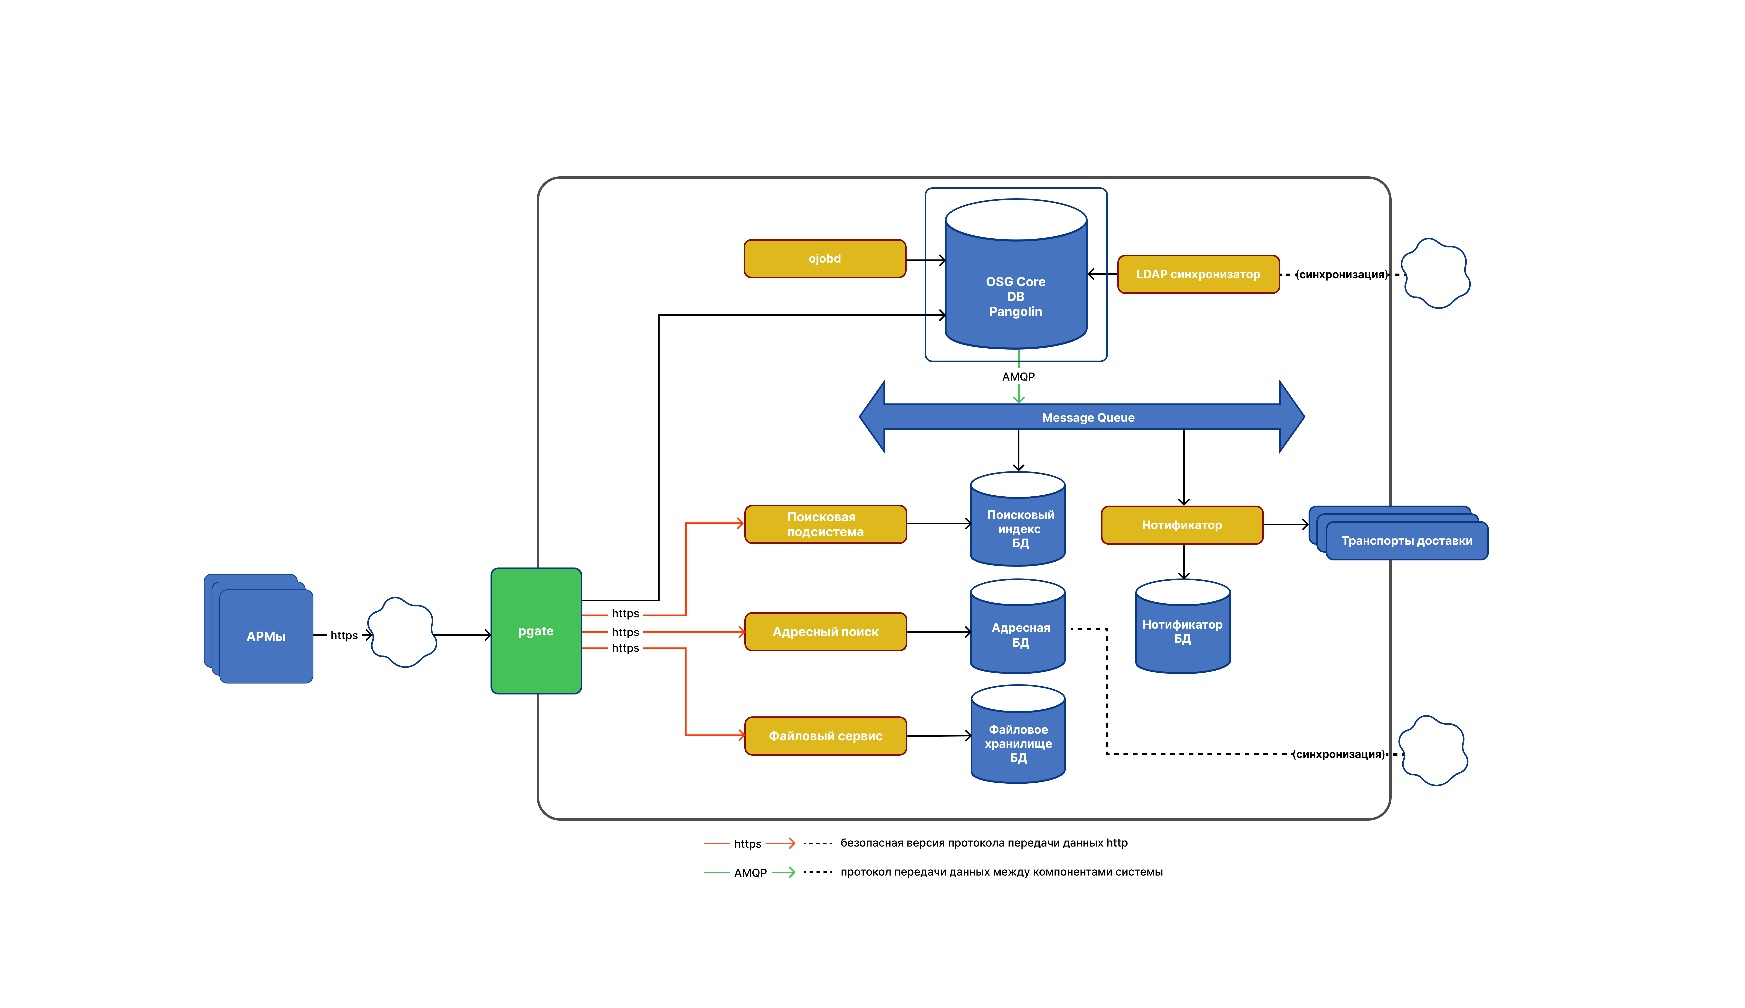 ojobd
OSG Core
DB
Pangolin
LDAP синхронизатор
(синхронизация)
AMQP
Message Queue
Поисковая
подсистема
Поисковый
индекс
БД
Нотификатор
Транспорты доставки
АРМы
https
pgate
https
https
https
Адресный поиск
Адресная
БД
Нотификатор
БД
Файловый сервис
Файловое
хранилище
БД
(синхронизация)
https
безопасная версия протокола передачи данных http
AMQP
протокол передачи данных между компонентами системы